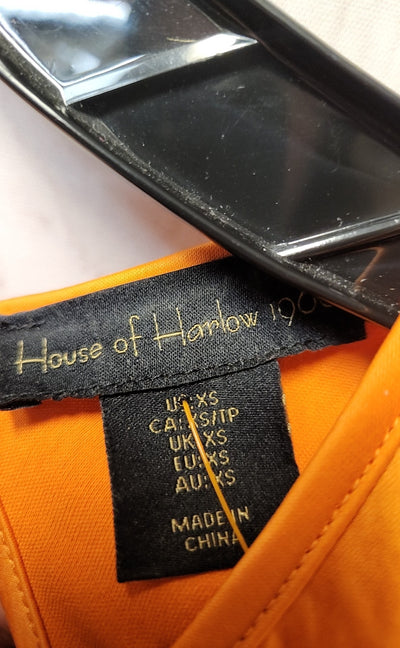 House of Harlow
US: XS
CA: XS/TP
UK: XS
EU: XS
AU: XS
MADE IN
CHINA